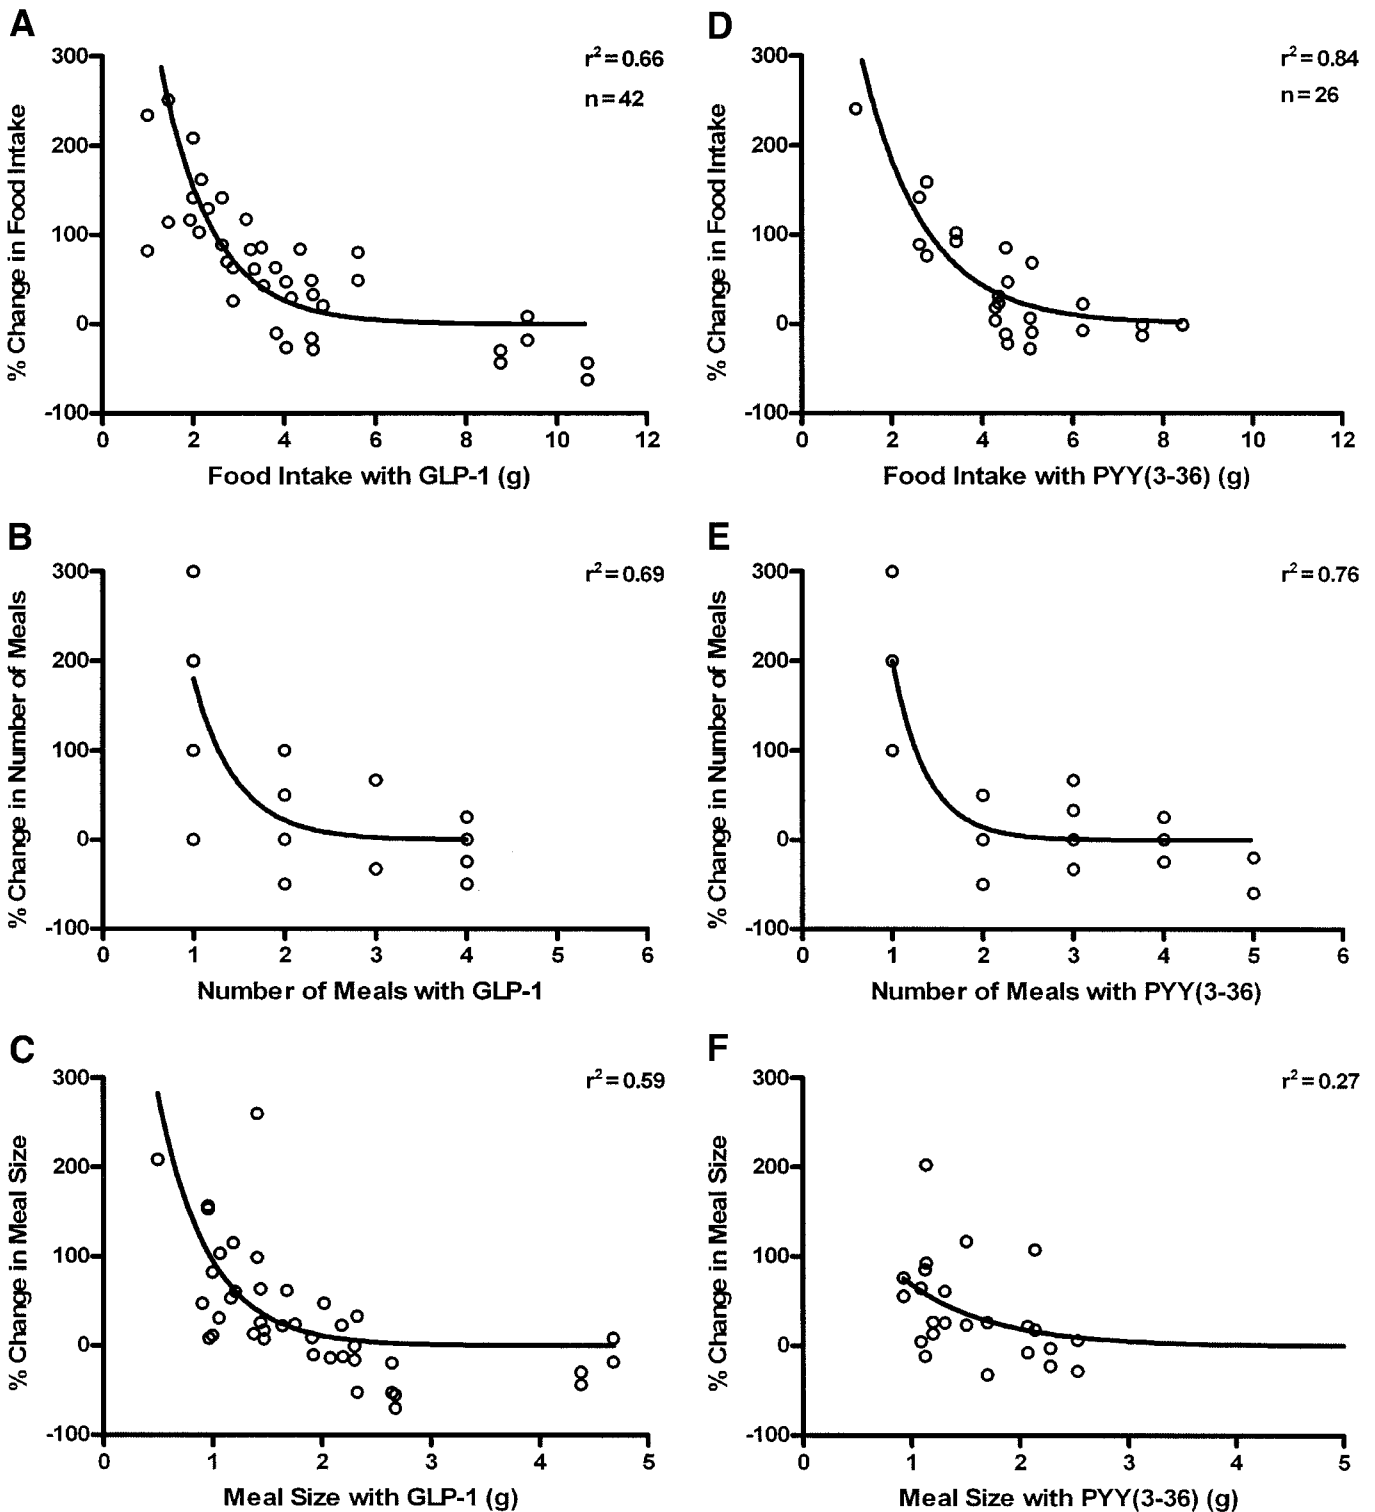 A
r²=0.66
n=42
% Change in Food Intake
300
200
100
0
-100
0 2 4 6 8 10 12
Food Intake with GLP-1 (g)
D
r²=0.84
n=26
% Change in Food Intake
300
200
100
0
-100
0 2 4 6 8 10 12
Food Intake with PYY(3-36) (g)
B
r²=0.69
% Change in Number of Meals
300
200
100
0
-100
0 1 2 3 4 5 6
Number of Meals with GLP-1
E
r²=0.76
% Change in Number of Meals
300
200
100
0
-100
0 1 2 3 4 5 6
Number of Meals with PYY(3-36)
C
r²=0.59
% Change in Meal Size
300
200
100
0
-100
0 1 2 3 4 5
Meal Size with GLP-1 (g)
F
r²=0.27
% Change in Meal Size
300
200
100
0
-100
0 1 2 3 4 5
Meal Size with PYY(3-36) (g)